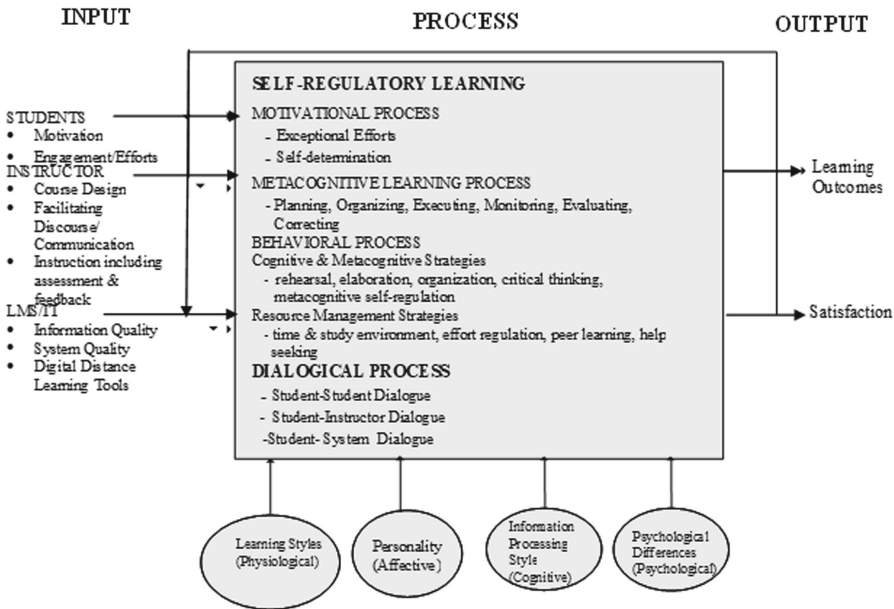 INPUT
PROCESS
OUTPUT
STUDENTS
• Motivation
• Engagement/Efforts
INSTRUCTOR
• Course Design
• Facilitating
Discourse/
Communication
• Instruction including
assessment &
feedback
LMS/IT
• Information Quality
• System Quality
• Digital Distance
Learning Tools
SELF-REGULATORY LEARNING
MOTIVATIONAL PROCESS
- Exceptional Efforts
- Self-determination
METACOGNITIVE LEARNING PROCESS
- Planning, Organizing, Executing, Monitoring, Evaluating,
Correcting
BEHAVIORAL PROCESS
Cognitive & Metacognitive Strategies
- rehearsal, elaboration, organization, critical thinking,
metacognitive self-regulation
Resource Management Strategies
- time & study environment, effort regulation, peer learning, help
seeking
DIALOGICAL PROCESS
- Student-Student Dialogue
- Student-Instructor Dialogue
-Student- System Dialogue
Learning
Outcomes
Satisfaction
Learning Styles
(Physiological)
Personality
(Affective)
Information
Processing
Style
(Cognitive)
Psychological
Differences
(Psychological)